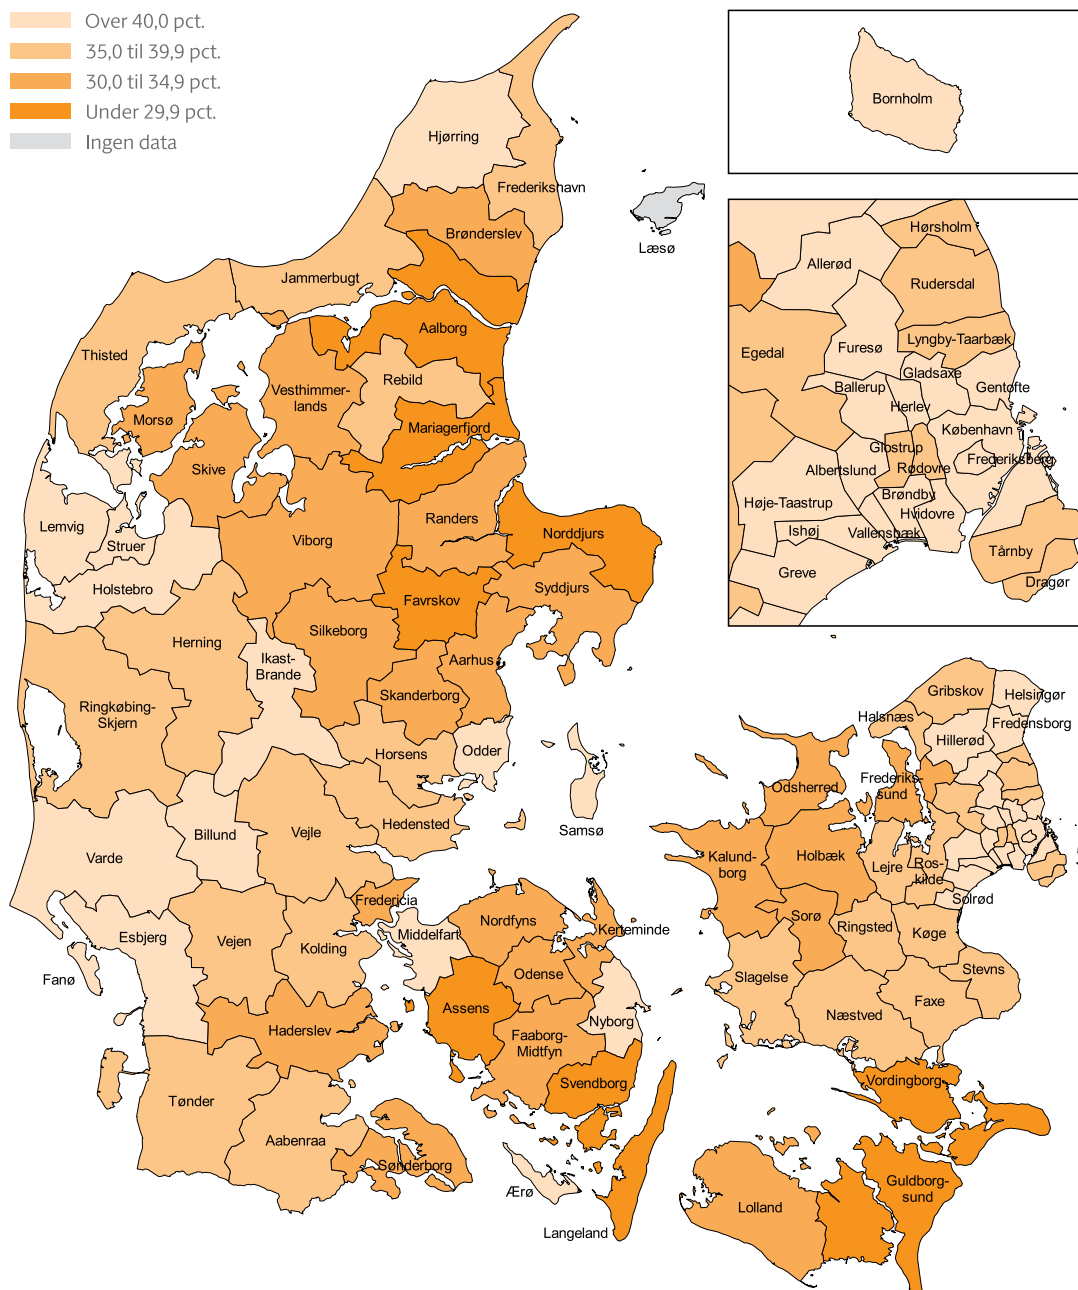 Over 40,0 pct.
35,0 til 39,9 pct.
30,0 til 34,9 pct.
Under 29,9 pct.
Ingen data
Bornholm
Hjørring
Frederikshavn
Brønderslev
Læsø
Jammerbugt
Aalborg
Thisted
Rebild
Vesthimmer-
lands
Morsø
Mariagerfjord
Skive
Lemvig
Struer
Randers
Viborg
Norddjurs
Holstebro
Favrskov
Syddjurs
Herning
Silkeborg
Ikast-
Brande
Aarhus
Skanderborg
Ringkøbing-
Skjern
Horsens
Odder
Hedensted
Samsø
Billund
Vejle
Varde
Fredericia
Esbjerg
Vejen
Kolding
Middelfart
Nordfyns
Kerteminde
Fanø
Odense
Assens
Haderslev
Faaborg-
Midtfyn
Nyborg
Svendborg
Tønder
Aabenraa
Sønderborg
Ærø
Langeland
Hørsholm
Allerød
Rudersdal
Egedal
Furesø
Lyngby-Taarbæk
Gladsaxe
Ballerup
Gentofte
Herlev
København
Glostrup
Frederiksberg
Albertslund
Rødovre
Brøndby
Høje-Taastrup
Hvidovre
Ishøj
Vallensbæk
Greve
Tårnby
Dragør
Gribskov
Helsingør
Halsnæs
Fredensborg
Hillerød
Odsherred
Frederiks-
sund
Kalund-
borg
Holbæk
Lejre
Ros-
kilde
Solrød
Sorø
Ringsted
Køge
Slagelse
Stevns
Næstved
Faxe
Vordingborg
Guldborg-
sund
Lolland